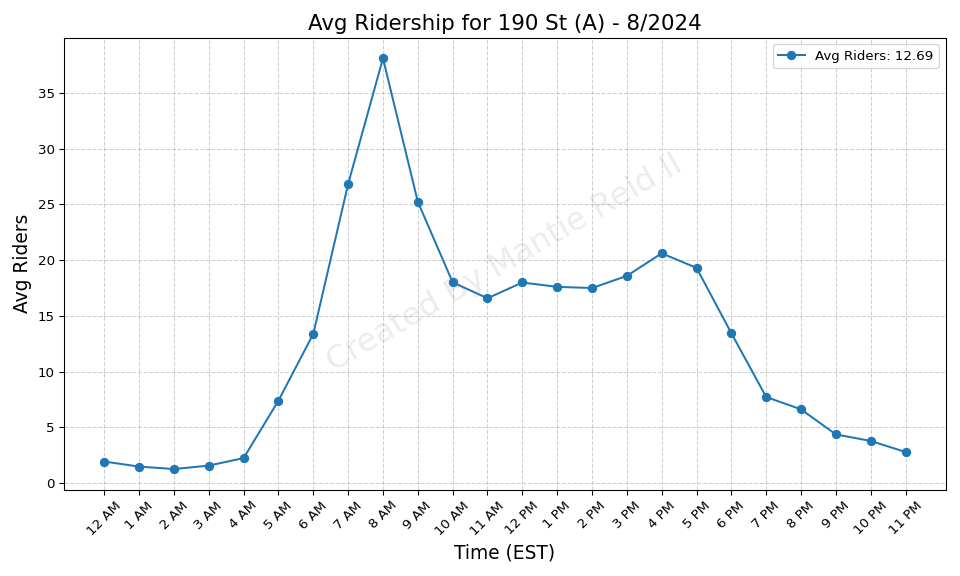 Avg Ridership for 190 St (A) - 8/2024
Avg Riders: 12.69
Avg Riders
35
30
25
20
15
10
5
0
Created By Mantie Reid II
12 AM
1 AM
2 AM
3 AM
4 AM
5 AM
6 AM
7 AM
8 AM
9 AM
10 AM
11 AM
12 PM
1 PM
2 PM
3 PM
4 PM
5 PM
6 PM
7 PM
8 PM
9 PM
10 PM
11 PM
Time (EST)